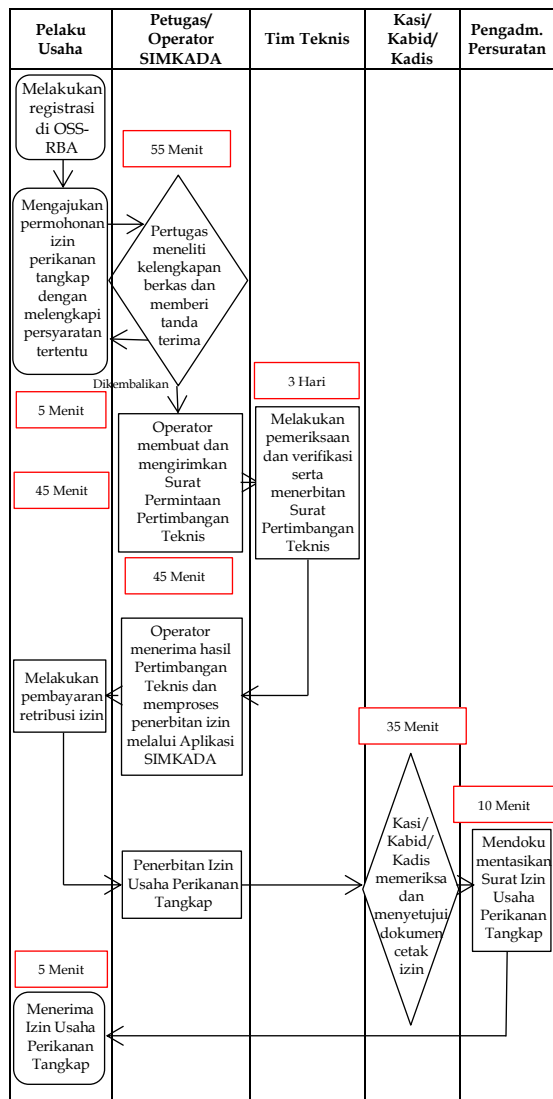 Pelaku
Usaha
Petugas/
Operator
SIMKADA
Tim Teknis
Kasi/
Kabid/
Kadis
Pengadm.
Persuratan
Melakukan
registrasi
di OSS-
RBA
55 Menit
Mengajukan
permohonan
izin
perikanan
tangkap
dengan
melengkapi
persyaratan
tertentu
Pertugas
meneliti
kelengkapan
berkas dan
memberi
tanda
terima
Dikembalikan
5 Menit
3 Hari
45 Menit
Operator
membuat dan
mengirimkan
Surat
Permintaan
Pertimbangan
Teknis
Melakukan
pemeriksaan
dan verifikasi
serta
menerbitan
Surat
Pertimbangan
Teknis
45 Menit
Operator
menerima hasil
Pertimbangan
Teknis dan
memproses
penerbitan izin
melalui Aplikasi
SIMKADA
Melakukan
pembayaran
retribusi izin
35 Menit
10 Menit
Penerbitan Izin
Usaha Perikanan
Tangkap
Kasi/
Kabid/
Kadis
memeriksa
dan
menyetujui
dokumen
cetak
izin
Mendoku
mentasikan
Surat Izin
Usaha
Perikanan
Tangkap
5 Menit
Menerima
Izin Usaha
Perikanan
Tangkap